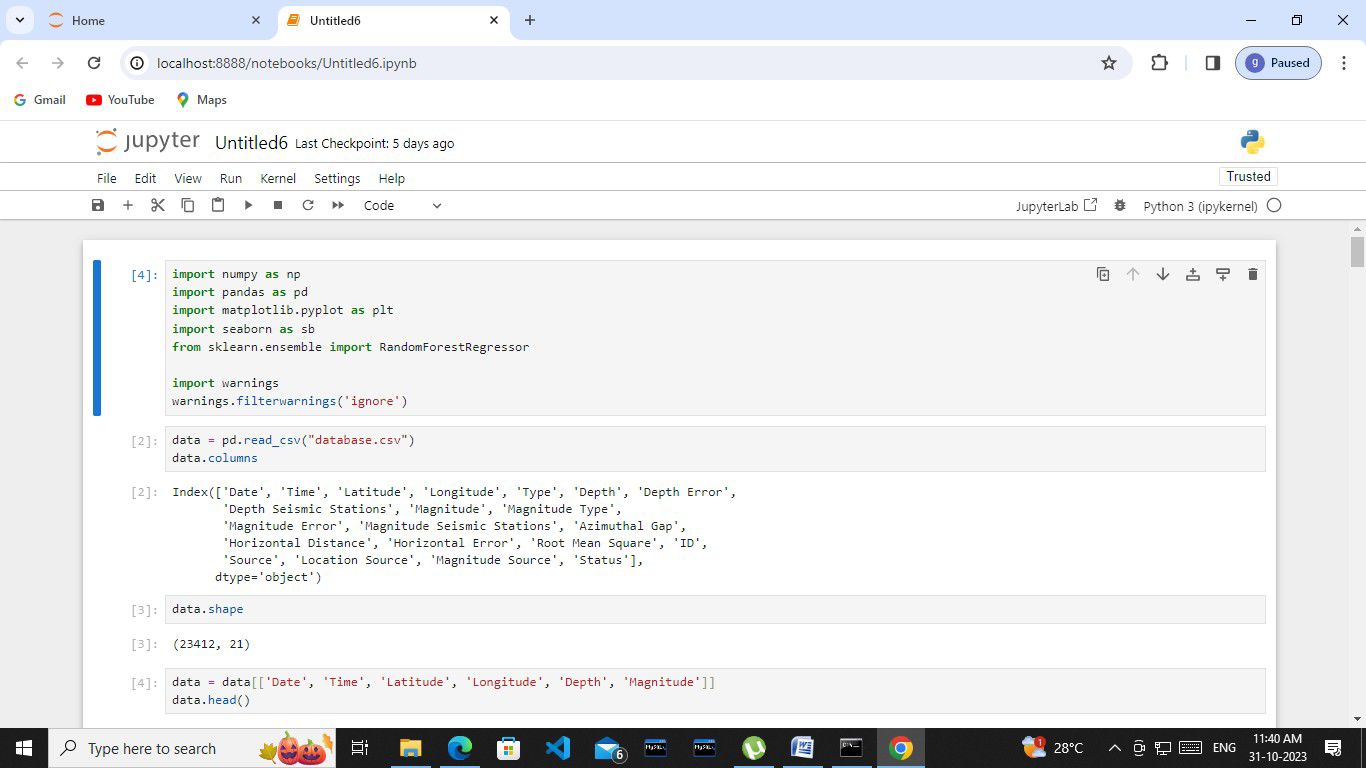 Home
Untitled6
localhost:8888/notebooks/Untitled6.ipynb
g Paused
Gmail YouTube Maps
jupyter Untitled6 Last Checkpoint: 5 days ago
File Edit View Run Kernel Settings Help
Trusted
Code
JupyterLab
Python 3 (ipykernel)
[4]:
import numpy as np
import pandas as pd
import matplotlib.pyplot as plt
import seaborn as sb
from sklearn.ensemble import RandomForestRegressor
import warnings
warnings.filterwarnings('ignore')
[2]:
data = pd.read_csv("database.csv")
data.columns
[2]:
Index(['Date', 'Time', 'Latitude', 'Longitude', 'Type', 'Depth', 'Depth Error',
'Depth Seismic Stations', 'Magnitude', 'Magnitude Type',
'Magnitude Error', 'Magnitude Seismic Stations', 'Azimuthal Gap',
'Horizontal Distance', 'Horizontal Error', 'Root Mean Square', 'ID',
'Source', 'Location Source', 'Magnitude Source', 'Status'],
dtype='object')
[3]:
data.shape
[3]:
(23412, 21)
[4]:
data = data[['Date', 'Time', 'Latitude', 'Longitude', 'Depth', 'Magnitude']]
data.head()
Type here to search
6
MySQL
MySQL
1
28°C
ENG
11:40 AM
31-10-2023